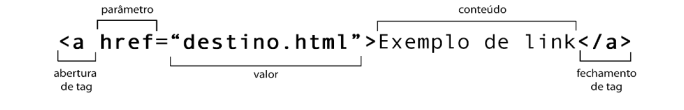 parâmetro
conteúdo
<a href=“destino.html”>Exemplo de link</a>
abertura
de tag
valor
fechamento
de tag